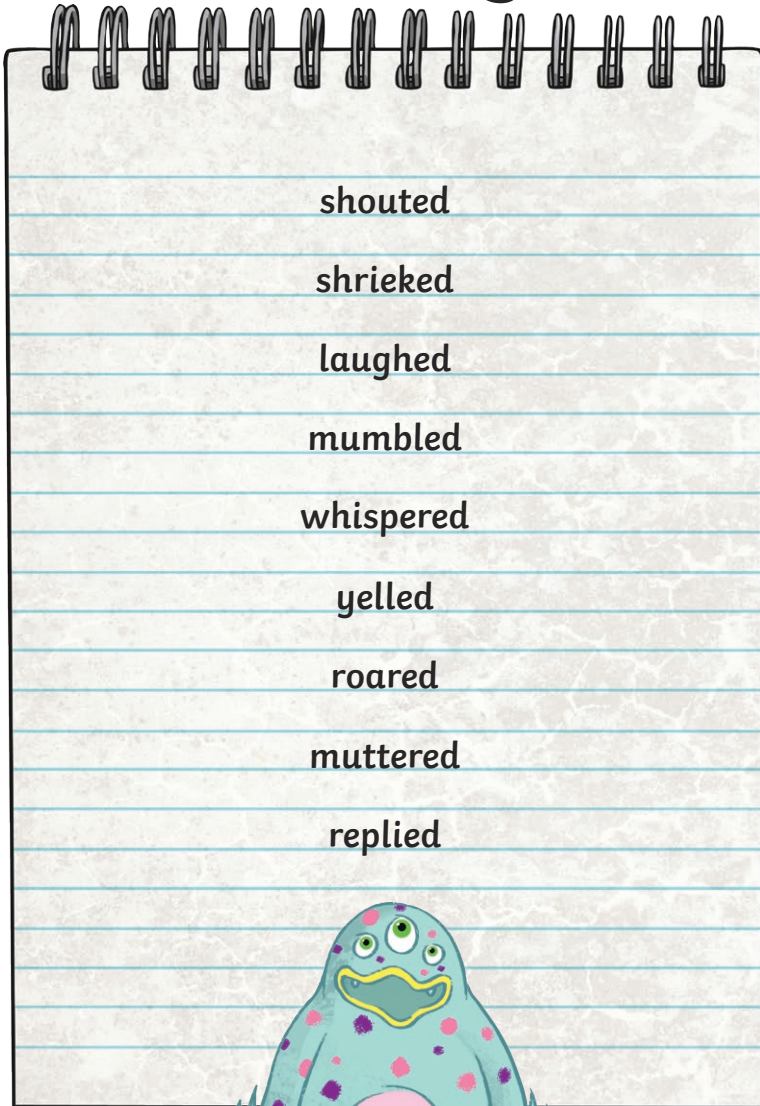 shouted
shrieked
laughed
mumbled
whispered
yelled
roared
muttered
replied